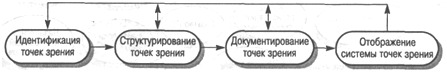 Идентификация
точек зрения
Структурирование
точек зрения
Документирование
точек зрения
Отображение
системы точек зрения